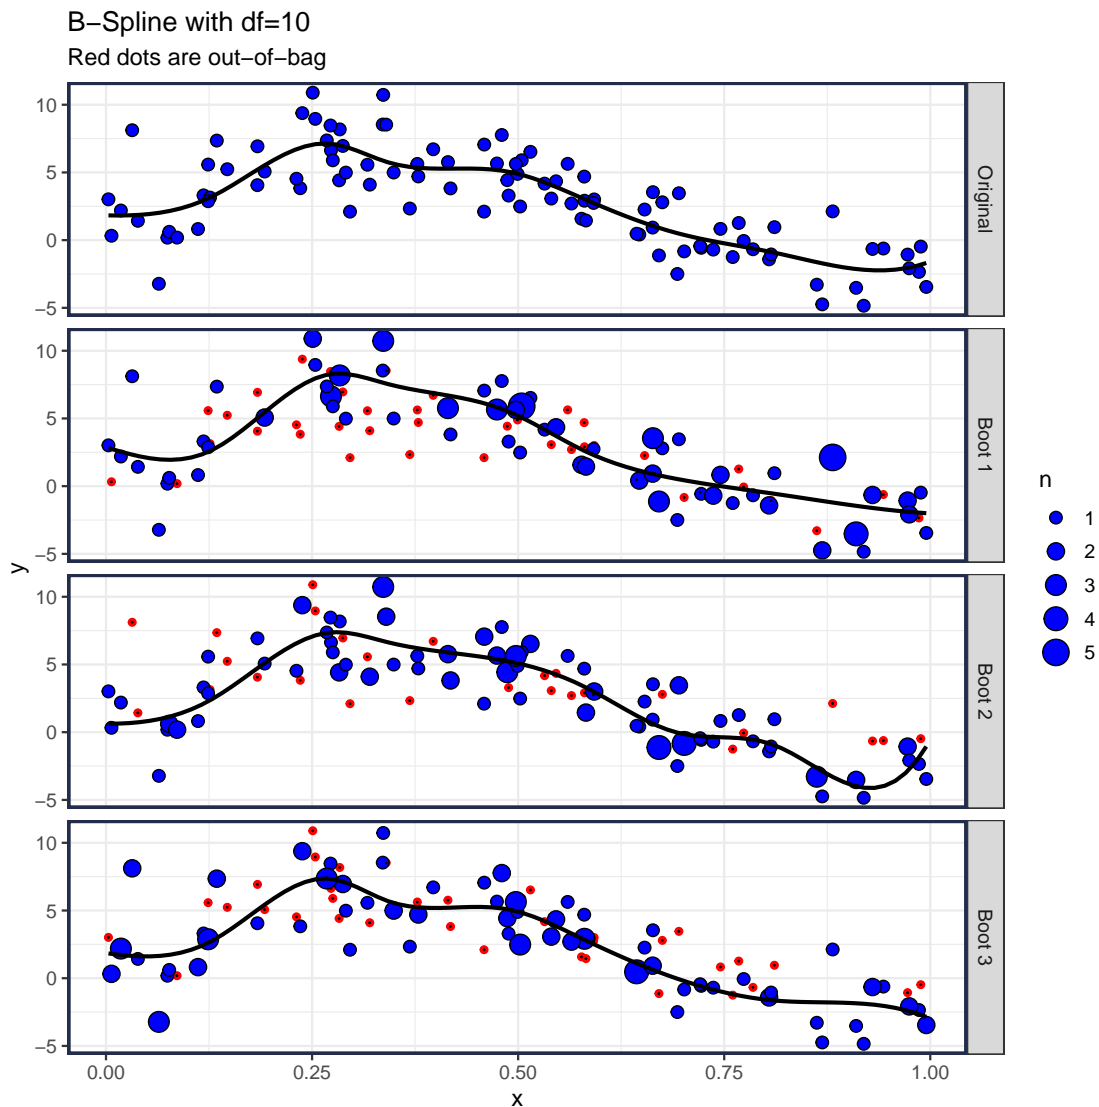 B−Spline with df=10
Red dots are out−of−bag
10
5
0
−5
Original
10
5
0
−5
Boot 1
10
5
0
−5
Boot 2
10
5
0
−5
Boot 3
0.00 0.25 0.50 0.75 1.00
x
y
n
1
2
3
4
5